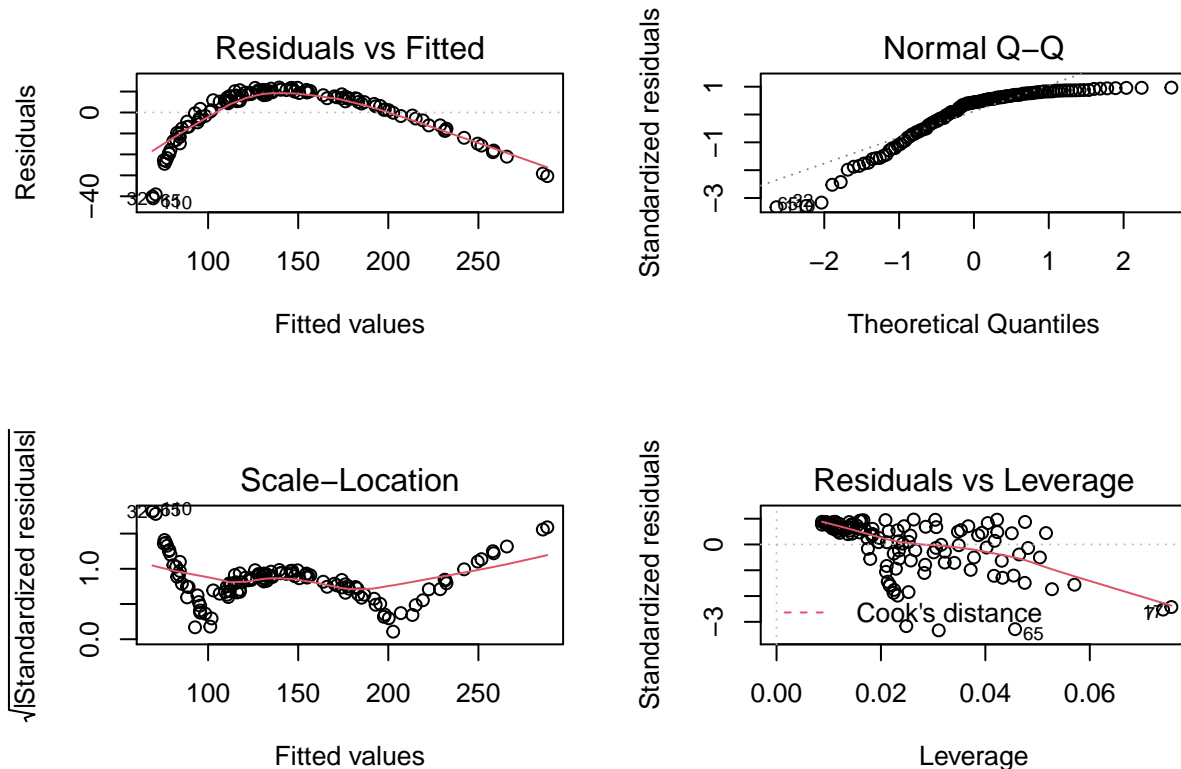 Residuals vs Fitted
Residuals
0
−40
100 150 200 250
Fitted values
Normal Q−Q
Standardized residuals
1
−1
−3
65
−2 −1 0 1 2
Theoretical Quantiles
Scale−Location
√|Standardized residuals|
1.0
0.0
100 150 200 250
Fitted values
Residuals vs Leverage
Standardized residuals
0
−3
Cook's distance
65
0.00 0.02 0.04 0.06
Leverage